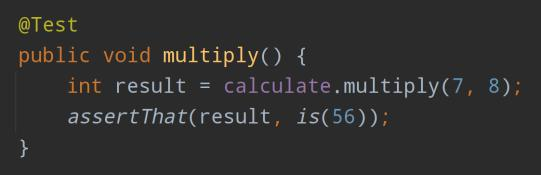 @Test
public void multiply() {
    int result = calculate.multiply(7, 8);
    assertThat(result, is(56));
}